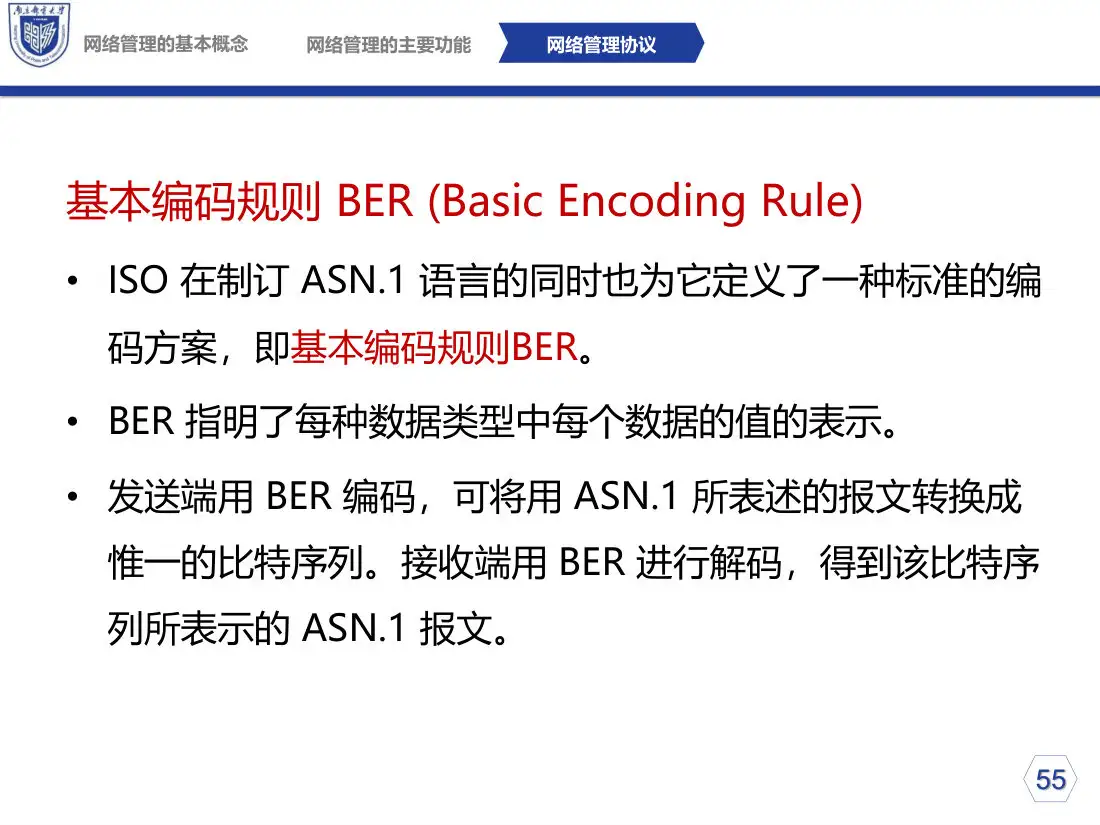 南京邮电大学
网络管理的基本概念
网络管理的主要功能
网络管理协议
基本编码规则 BER (Basic Encoding Rule)
• ISO 在制订 ASN.1 语言的同时也为它定义了一种标准的编
码方案，即基本编码规则BER。
• BER 指明了每种数据类型中每个数据的值的表示。
• 发送端用 BER 编码，可将用 ASN.1 所表述的报文转换成
惟一的比特序列。接收端用 BER 进行解码，得到该比特序
列所表示的 ASN.1 报文。
55